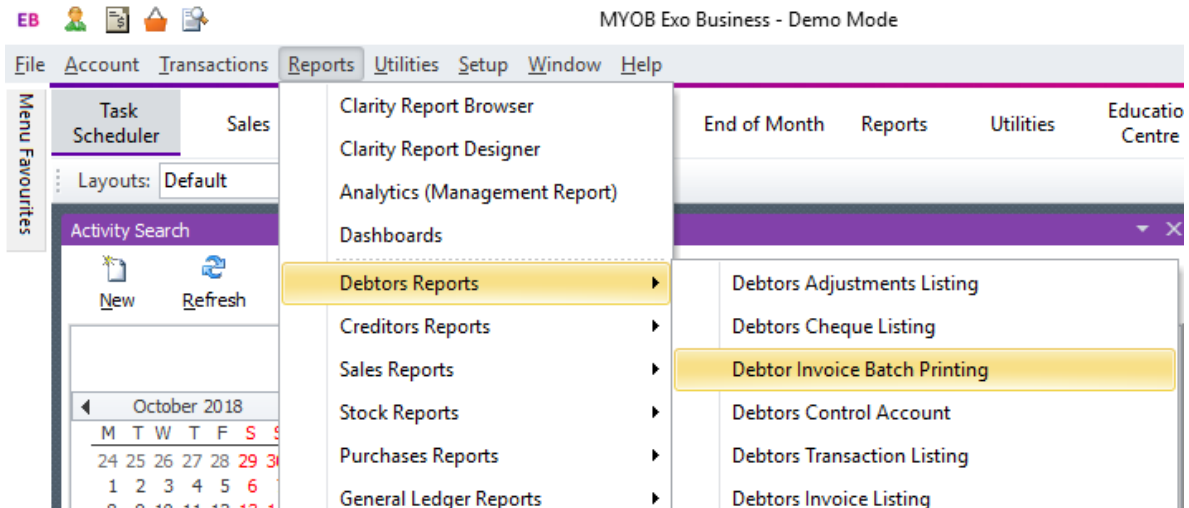 EB MYOB Exo Business - Demo Mode
File Account Transactions Reports Utilities Setup Window Help
Menu Favourites
Task Scheduler Sales End of Month Reports Utilities Centre
Layouts: Default
Activity Search
New Refresh
October 2018
M T W T F S
24 25 26 27 28 29
1 2 3 4 5 6
Clarity Report Browser
Clarity Report Designer
Analytics (Management Report)
Dashboards
Debtors Reports
Creditors Reports
Sales Reports
Stock Reports
Purchases Reports
General Ledger Reports
Debtors Adjustments Listing
Debtors Cheque Listing
Debtor Invoice Batch Printing
Debtors Control Account
Debtors Transaction Listing
Debtors Invoice Listing